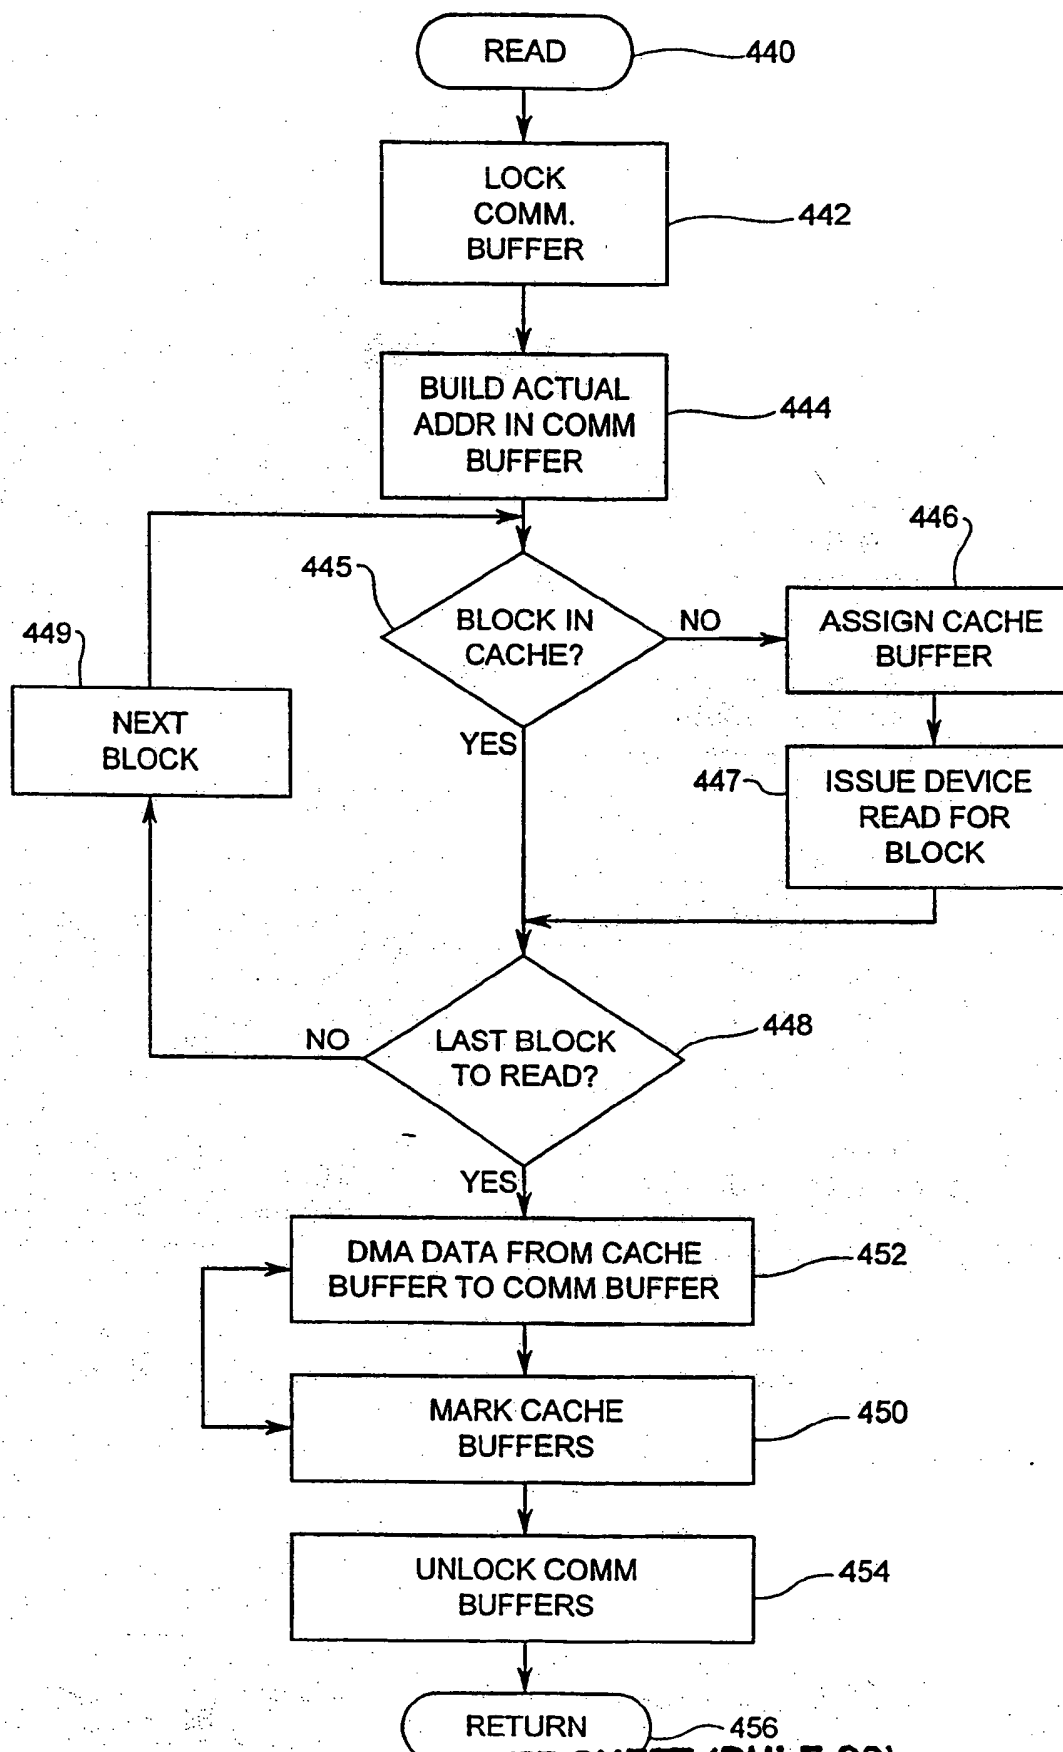 READ
440
LOCK
COMM.
BUFFER
442
BUILD ACTUAL
ADDR IN COMM
BUFFER
444
445
BLOCK IN
CACHE?
NO
YES
446
ASSIGN CACHE
BUFFER
447
ISSUE DEVICE
READ FOR
BLOCK
449
NEXT
BLOCK
448
LAST BLOCK
TO READ?
NO
YES
DMA DATA FROM CACHE
BUFFER TO COMM BUFFER
452
MARK CACHE
BUFFERS
450
UNLOCK COMM
BUFFERS
454
RETURN
456